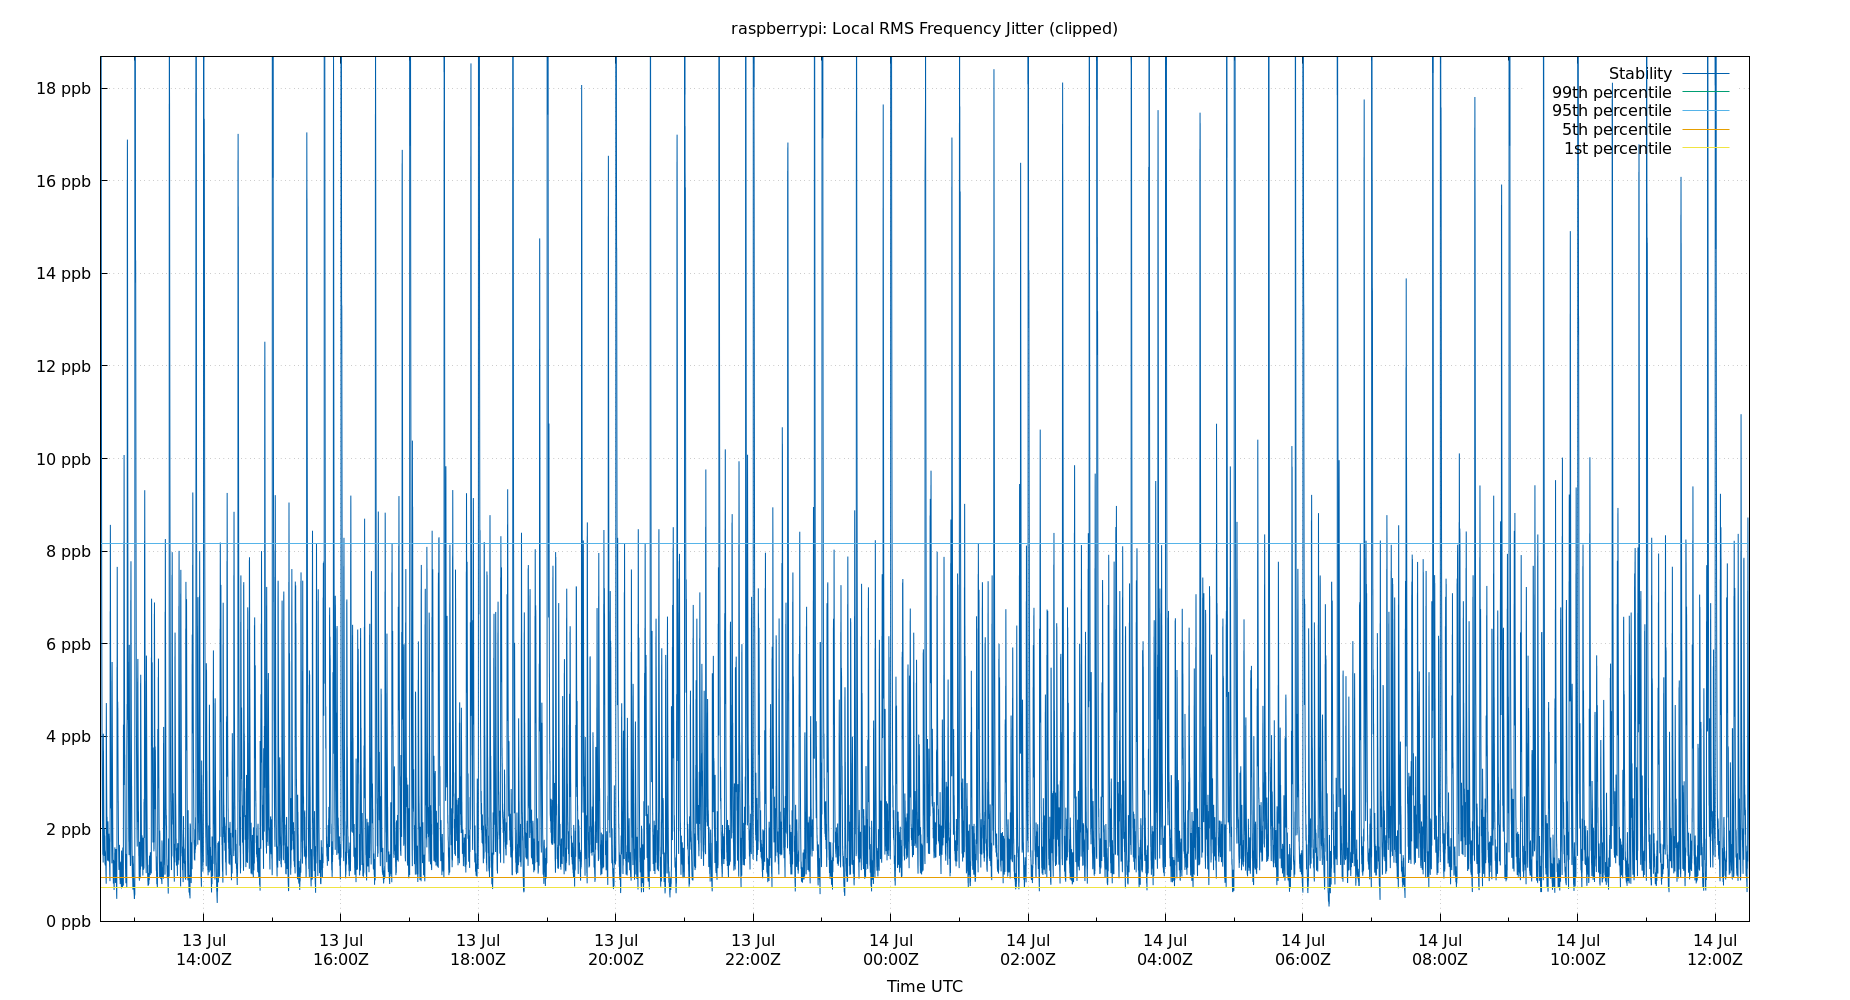 raspberrypi: Local RMS Frequency Jitter (clipped)
Stability
99th percentile
95th percentile
5th percentile
1st percentile
18 ppb
16 ppb
14 ppb
12 ppb
10 ppb
8 ppb
6 ppb
4 ppb
2 ppb
0 ppb
13 Jul
14:00Z
13 Jul
16:00Z
13 Jul
18:00Z
13 Jul
20:00Z
13 Jul
22:00Z
14 Jul
00:00Z
14 Jul
02:00Z
14 Jul
04:00Z
14 Jul
06:00Z
14 Jul
08:00Z
14 Jul
10:00Z
14 Jul
12:00Z
Time UTC